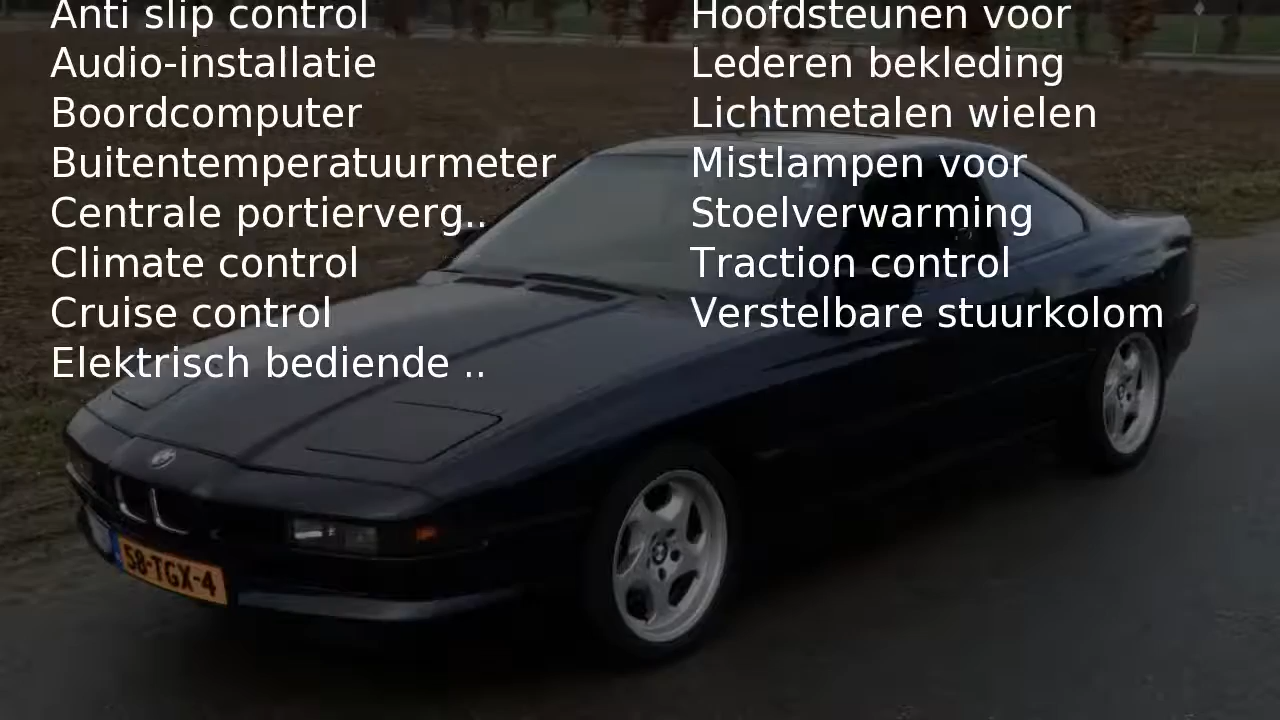 Anti slip control
Audio-installatie
Boordcomputer
Buitentemperatuurmeter
Centrale portierverg..
Climate control
Cruise control
Elektrisch bediende ..
Hoofdsteunen voor
Lederen bekleding
Lichtmetalen wielen
Mistlampen voor
Stoelverwarming
Traction control
Verstelbare stuurkolom
58-TGX-4